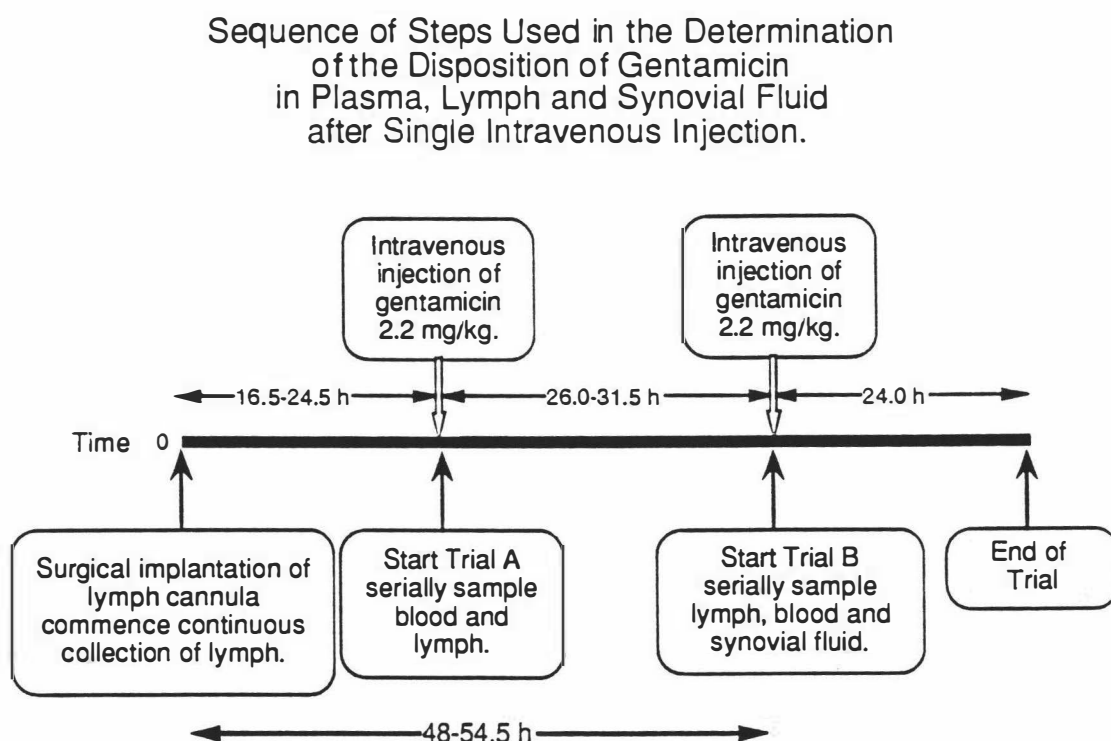 Sequence of Steps Used in the Determination
of the Disposition of Gentamicin
in Plasma, Lymph and Synovial Fluid
after Single Intravenous Injection.
Intravenous
injection of
gentamicin
2.2 mg/kg.
Intravenous
injection of
gentamicin
2.2 mg/kg.
16.5-24.5 h
26.0-31.5 h
24.0 h
Time 0
Surgical implantation of
lymph cannula
commence continuous
collection of lymph.
Start Trial A
serially sample
blood and
lymph.
Start Trial B
serially sample
lymph, blood and
synovial fluid.
End of
Trial
48-54.5 h